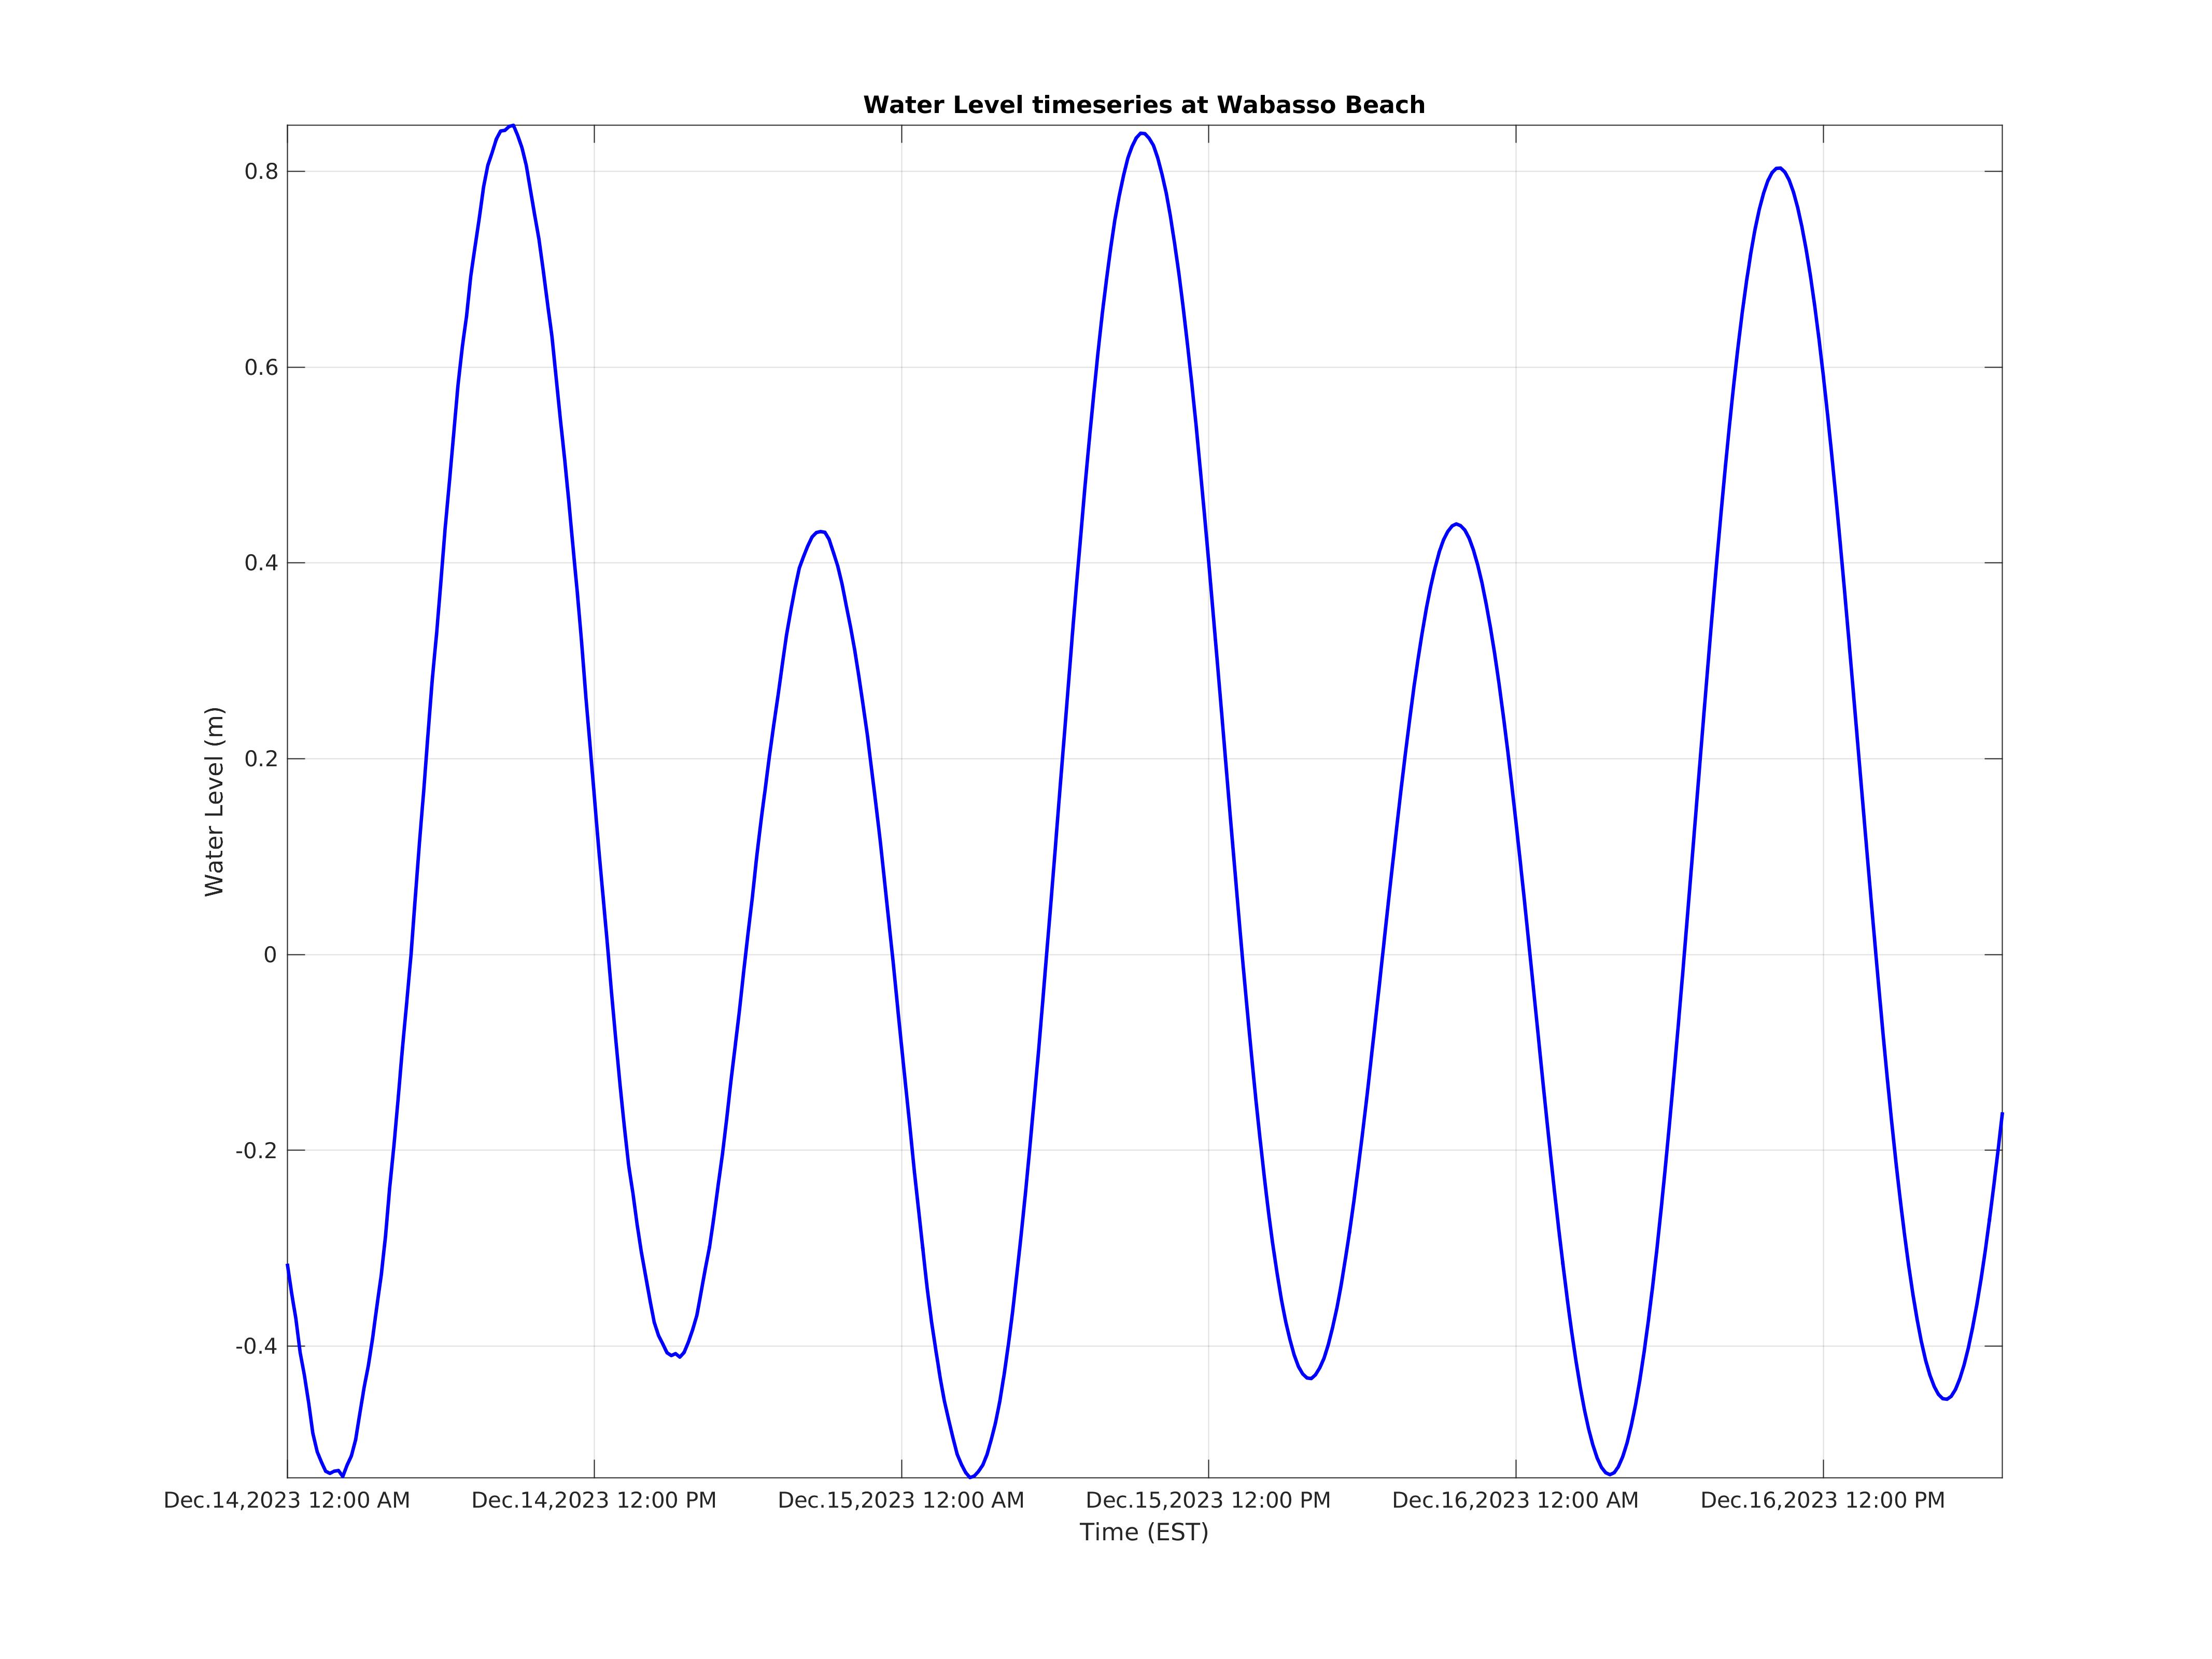 Water Level timeseries at Wabasso Beach
0.8
0.6
0.4
0.2
0
-0.2
-0.4
Water Level (m)
Dec.14,2023 12:00 AM
Dec.14,2023 12:00 PM
Dec.15,2023 12:00 AM
Dec.15,2023 12:00 PM
Dec.16,2023 12:00 AM
Dec.16,2023 12:00 PM
Time (EST)